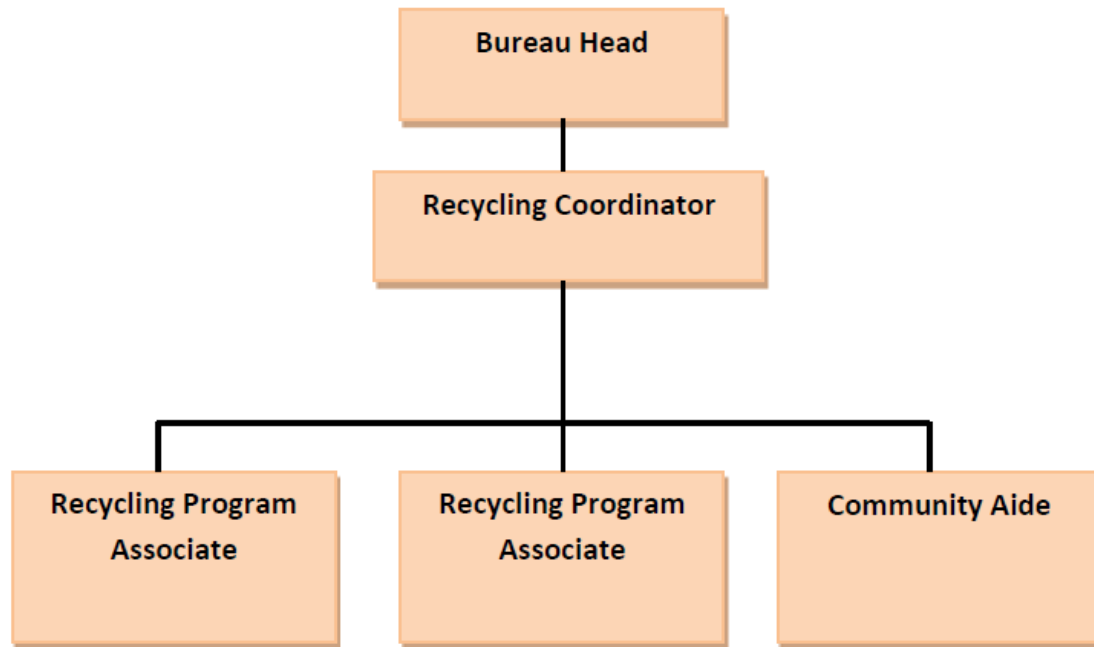 Bureau Head
Recycling Coordinator
Recycling Program
Associate
Recycling Program
Associate
Community Aide